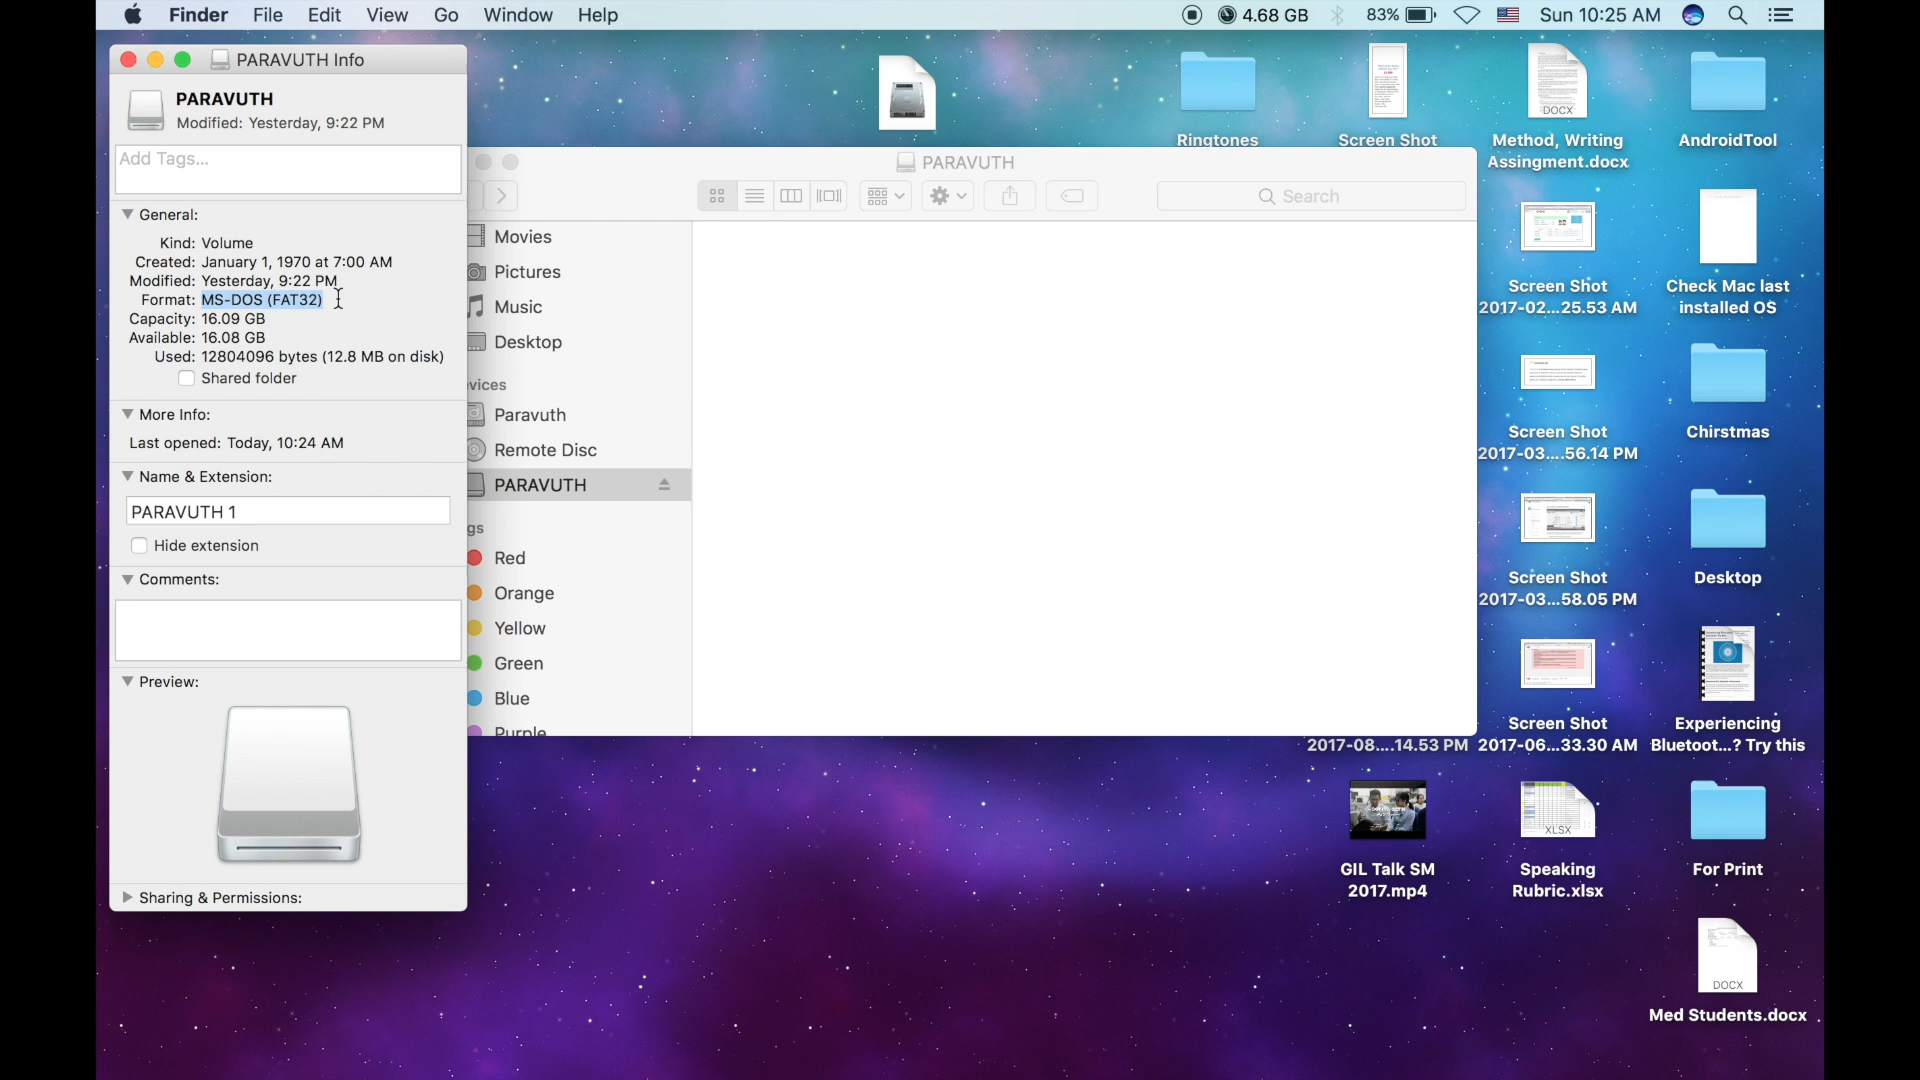 Finder File Edit View Go Window Help 4.68 GB 83% Sun 10:25 AM
PARAVUTH Info
PARAVUTH
Modified: Yesterday, 9:22 PM
Add Tags...
General:
Kind: Volume
Created: January 1, 1970 at 7:00 AM
Modified: Yesterday, 9:22 PM
Format: MS-DOS (FAT32)
Capacity: 16.09 GB
Available: 16.08 GB
Used: 12804096 bytes (12.8 MB on disk)
Shared folder
More Info:
Last opened: Today, 10:24 AM
Name & Extension:
PARAVUTH 1
Hide extension
Comments:
Preview:
Sharing & Permissions:
PARAVUTH
Search
Movies
Pictures
Music
Desktop
vices
Paravuth
Remote Disc
PARAVUTH
gs
Red
Orange
Yellow
Green
Blue
Purple
Ringtones
Screen Shot
2017-08....14.53 PM
GIL Talk SM
2017.mp4
DOCX
Method, Writing
Assingment.docx
Screen Shot
2017-02...25.53 AM
Screen Shot
2017-03....56.14 PM
Screen Shot
2017-03...58.05 PM
Screen Shot
2017-06...33.30 AM
XLSX
Speaking
Rubric.xlsx
AndroidTool
Check Mac last
installed OS
Chirstmas
Desktop
Experiencing
Bluetoot...? Try this
For Print
DOCX
Med Students.docx